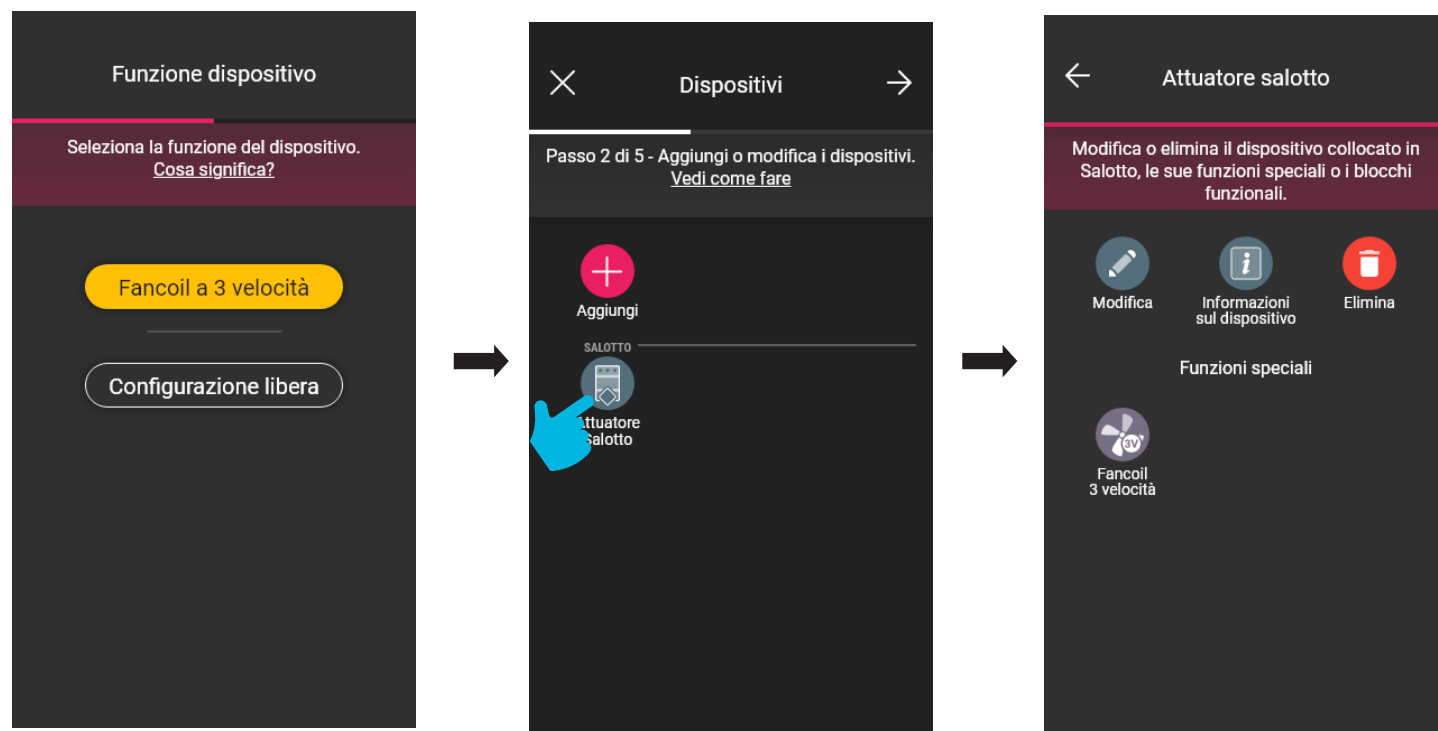 Funzione dispositivo
Seleziona la funzione del dispositivo.
Cosa significa?
Fancoil a 3 velocità
Configurazione libera
Dispositivi
Passo 2 di 5 - Aggiungi o modifica i dispositivi.
Vedi come fare
Aggiungi
SALOTTO
ttuatore
Salotto
Attuatore salotto
Modifica o elimina il dispositivo collocato in
Salotto, le sue funzioni speciali o i blocchi
funzionali.
Modifica
Informazioni
sul dispositivo
Elimina
Funzioni speciali
3V
Fancoil
3 velocità